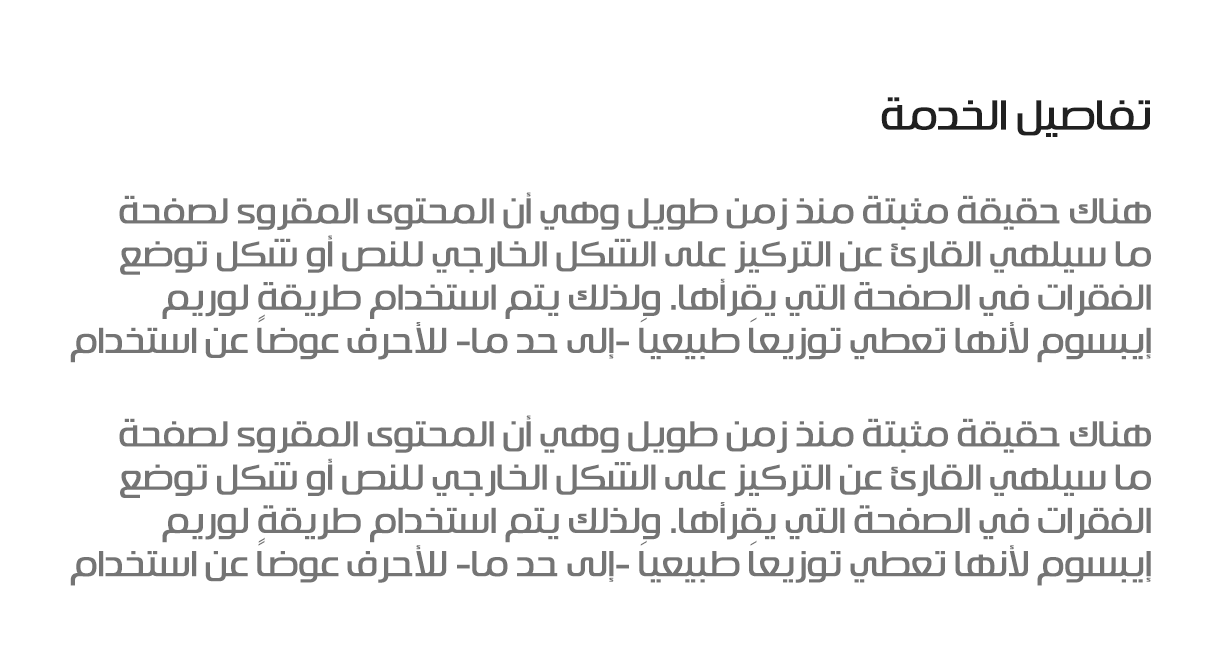 تفاصيل الخدمة
هناك حقيقة مثبتة منذ زمن طويل وهي أن المحتوى المقروء لصفحة
ما سيلهي القارئ عن التركيز على الشكل الخارجي للنص أو شكل توضع
الفقرات في الصفحة التي يقرأها. ولذلك يتم استخدام طريقة لوريم
إيبسوم لأنها تعطي توزيعاَ طبيعياَ -إلى حد ما- للأحرف عوضاً عن استخدام
هناك حقيقة مثبتة منذ زمن طويل وهي أن المحتوى المقروء لصفحة
ما سيلهي القارئ عن التركيز على الشكل الخارجي للنص أو شكل توضع
الفقرات في الصفحة التي يقرأها. ولذلك يتم استخدام طريقة لوريم
إيبسوم لأنها تعطي توزيعاَ طبيعياَ -إلى حد ما- للأحرف عوضاً عن استخدام